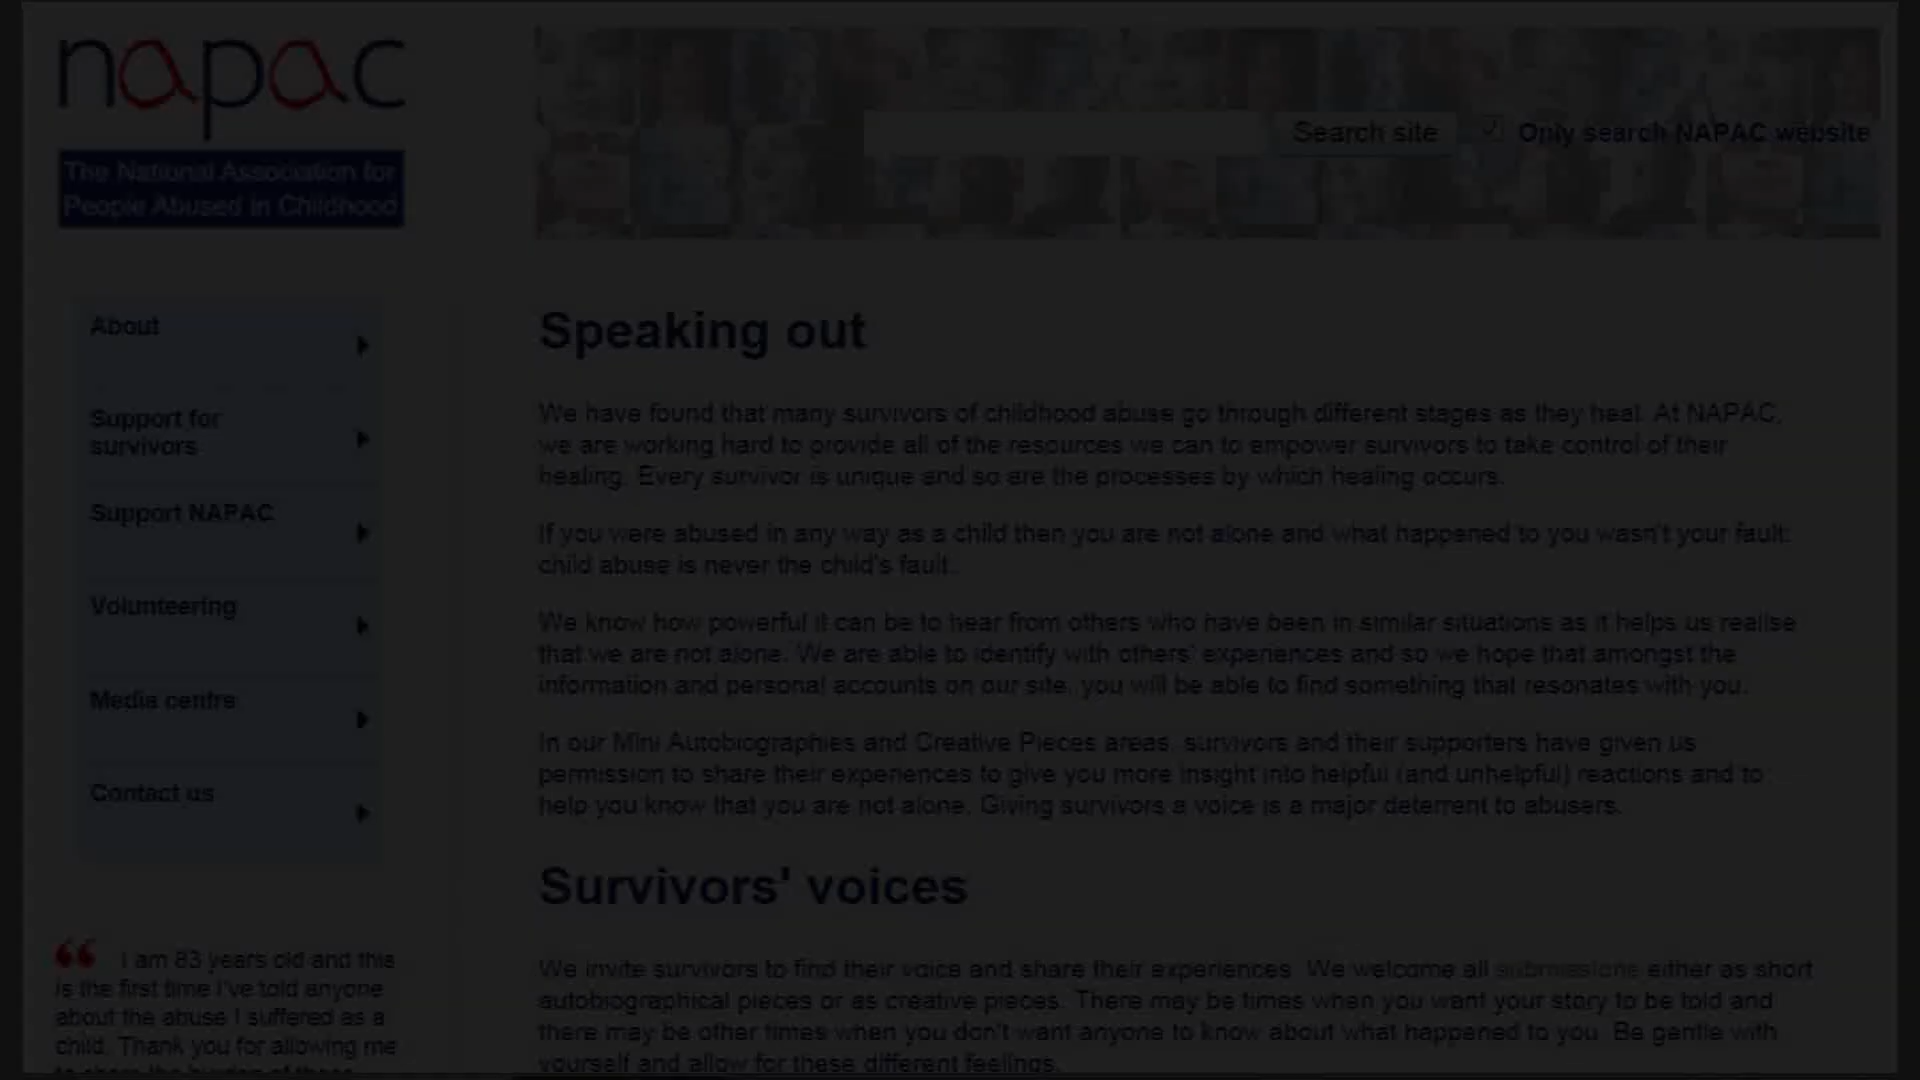 napac
The National Association for
People Abused in Childhood
Search site
Only search NAPAC website
About
Support for
survivors
Support NAPAC
Volunteering
Media centre
Contact us
“ I am 83 years old and this
is the first time I've told anyone
about the abuse I suffered as a
child. Thank you for allowing me
to share the burden of these
Speaking out
We have found that many survivors of childhood abuse go through different stages as they heal. At NAPAC,
we are working hard to provide all of the resources we can to empower survivors to take control of their
healing. Every survivor is unique and so are the processes by which healing occurs.
If you were abused in any way as a child then you are not alone and what happened to you wasn't your fault:
child abuse is never the child's fault.
We know how powerful it can be to hear from others who have been in similar situations as it helps us realise
that we are not alone. We are able to identify with others' experiences and so we hope that amongst the
information and personal accounts on our site, you will be able to find something that resonates with you.
In our Mini Autobiographies and Creative Pieces areas, survivors and their supporters have given us
permission to share their experiences to give you more insight into helpful (and unhelpful) reactions and to
help you know that you are not alone. Giving survivors a voice is a major deterrent to abusers.
Survivors' voices
We invite survivors to find their voice and share their experiences. We welcome all submissions either as short
autobiographical pieces or as creative pieces. There may be times when you want your story to be told and
there may be other times when you don't want anyone to know about what happened to you. Be gentle with
yourself and allow for these different feelings.